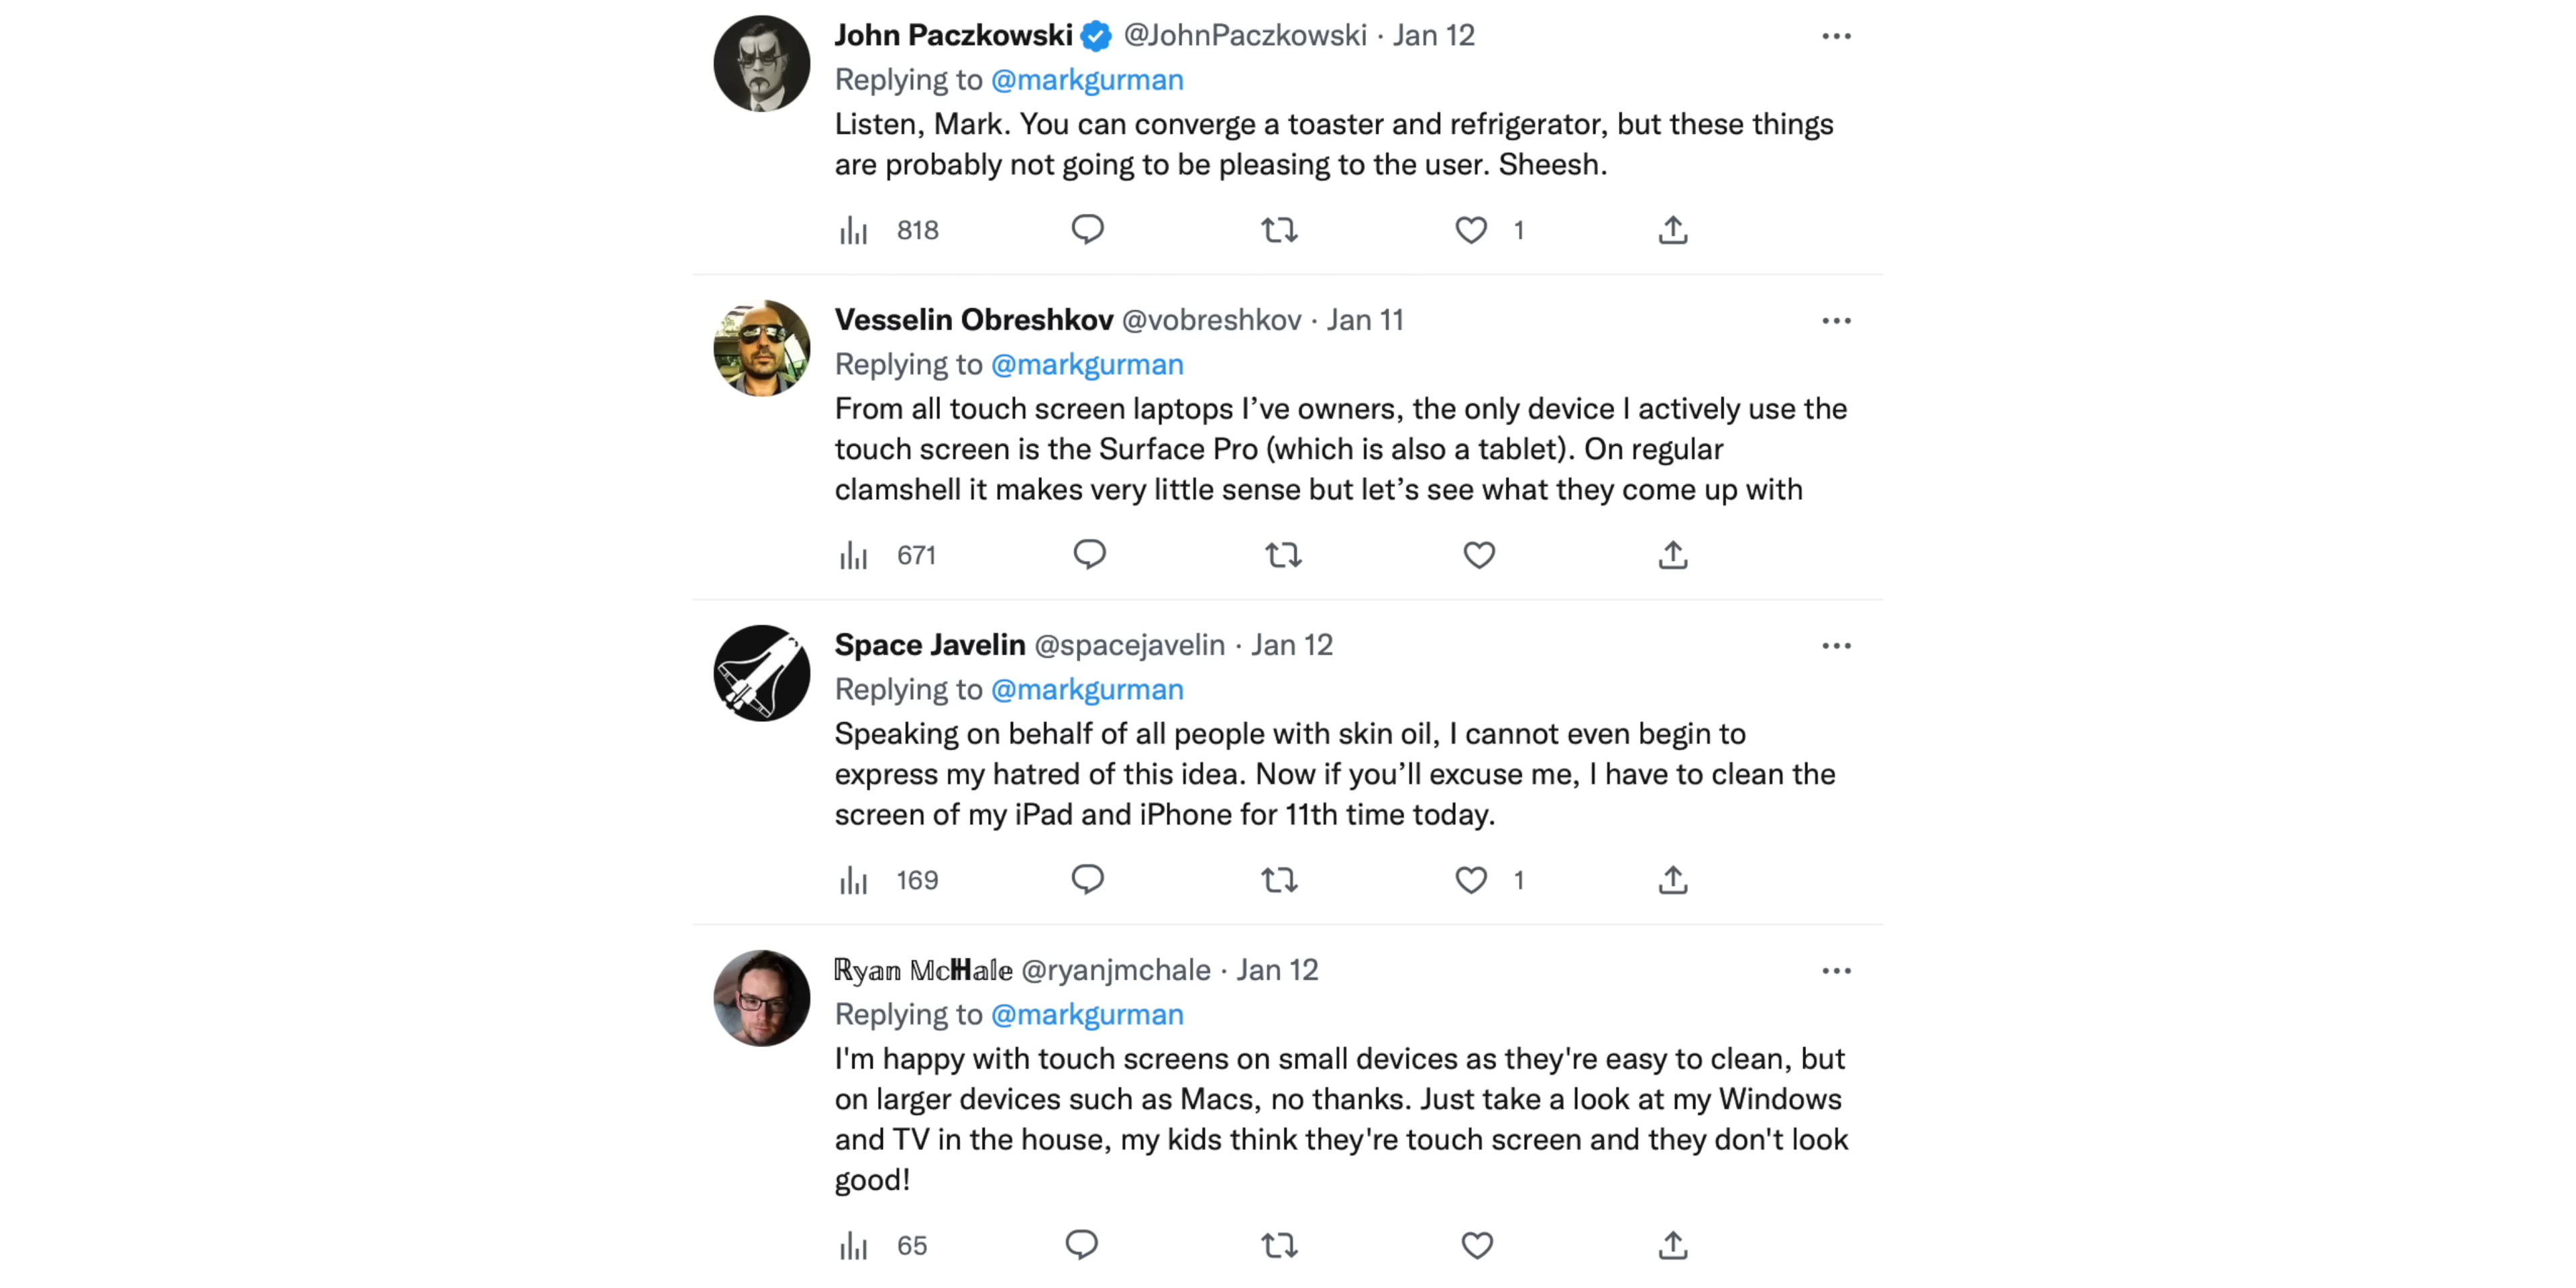 John Paczkowski @JohnPaczkowski · Jan 12
Replying to @markgurman
Listen, Mark. You can converge a toaster and refrigerator, but these things
are probably not going to be pleasing to the user. Sheesh.
818 1
Vesselin Obreshkov @vobreshkov · Jan 11
Replying to @markgurman
From all touch screen laptops I’ve owners, the only device I actively use the
touch screen is the Surface Pro (which is also a tablet). On regular
clamshell it makes very little sense but let’s see what they come up with
671
Space Javelin @spacejavelin · Jan 12
Replying to @markgurman
Speaking on behalf of all people with skin oil, I cannot even begin to
express my hatred of this idea. Now if you’ll excuse me, I have to clean the
screen of my iPad and iPhone for 11th time today.
169 1
ℝ𝕪𝕒𝕟 𝕄𝕔ℍ𝕒𝕝𝕖 @ryanjmchale · Jan 12
Replying to @markgurman
I'm happy with touch screens on small devices as they're easy to clean, but
on larger devices such as Macs, no thanks. Just take a look at my Windows
and TV in the house, my kids think they're touch screen and they don't look
good!
65